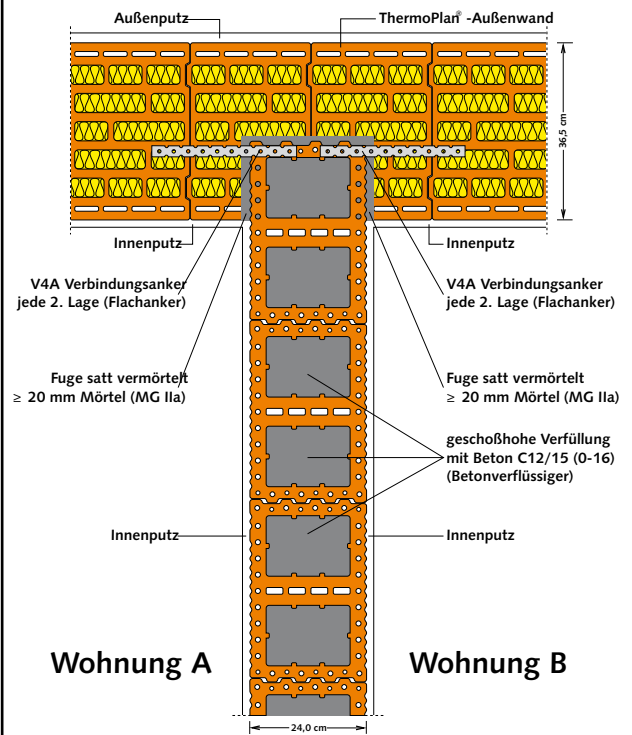 Außenputz
ThermoPlan® -Außenwand
36,5 cm
Innenputz
Innenputz
V4A Verbindungsanker
jede 2. Lage (Flachanker)
V4A Verbindungsanker
jede 2. Lage (Flachanker)
Fuge satt vermörtelt
≥ 20 mm Mörtel (MG IIa)
Fuge satt vermörtelt
≥ 20 mm Mörtel (MG IIa)
geschoßhohe Verfüllung
mit Beton C12/15 (0-16)
(Betonverflüssiger)
Innenputz
Innenputz
Wohnung A
Wohnung B
24,0 cm